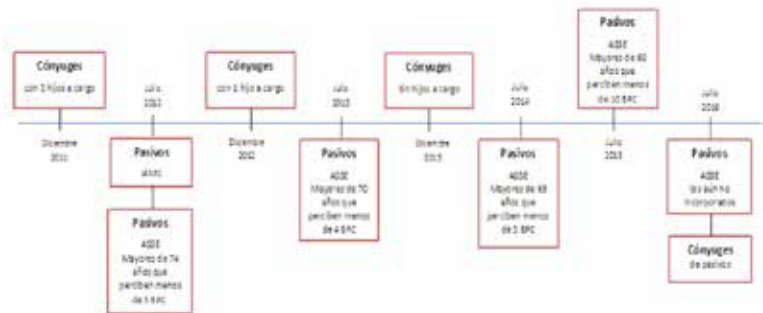 Cónyuges
con 2 hijos a cargo
Diciembre
2011
Julio
2012
Pasivos
Pasivos
ASSE
Mayores de 74
años que
perciben menos
de 3 BPC
Cónyuges
con 1 hijo a cargo
Diciembre
2012
Julio
2013
Pasivos
ASSE
Mayores de 70
años que
perciben menos
de 4 BPC
Cónyuges
sin hijos a cargo
Diciembre
2013
Julio
2014
Pasivos
ASSE
Mayores de
años que
perciben menos
de 5 BPC
Pasivos
ASSE
Mayores de
años que
perciben menos
de 10 BPC
Julio
2015
Julio
2016
Pasivos
ASSE
los aún no
incorporados
Cónyuges
de pasivos